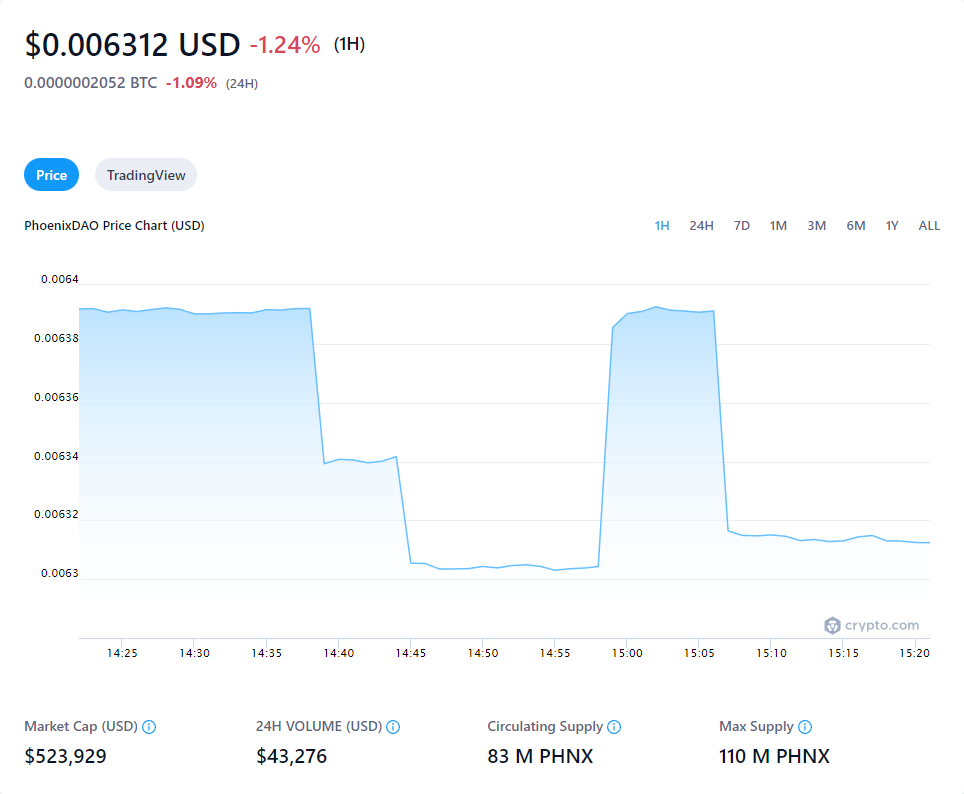 $0.006312 USD -1.24% (1H)
0.0000002052 BTC -1.09% (24H)
Price TradingView
PhoenixDAO Price Chart (USD) 1H 24H 7D 1M 3M 6M 1Y ALL
0.0064
0.00638
0.00636
0.00634
0.00632
0.0063
crypto.com
14:25 14:30 14:35 14:40 14:45 14:50 14:55 15:00 15:05 15:10 15:15 15:20
Market Cap (USD) 24H VOLUME (USD) Circulating Supply Max Supply
$523,929 $43,276 83 M PHNX 110 M PHNX